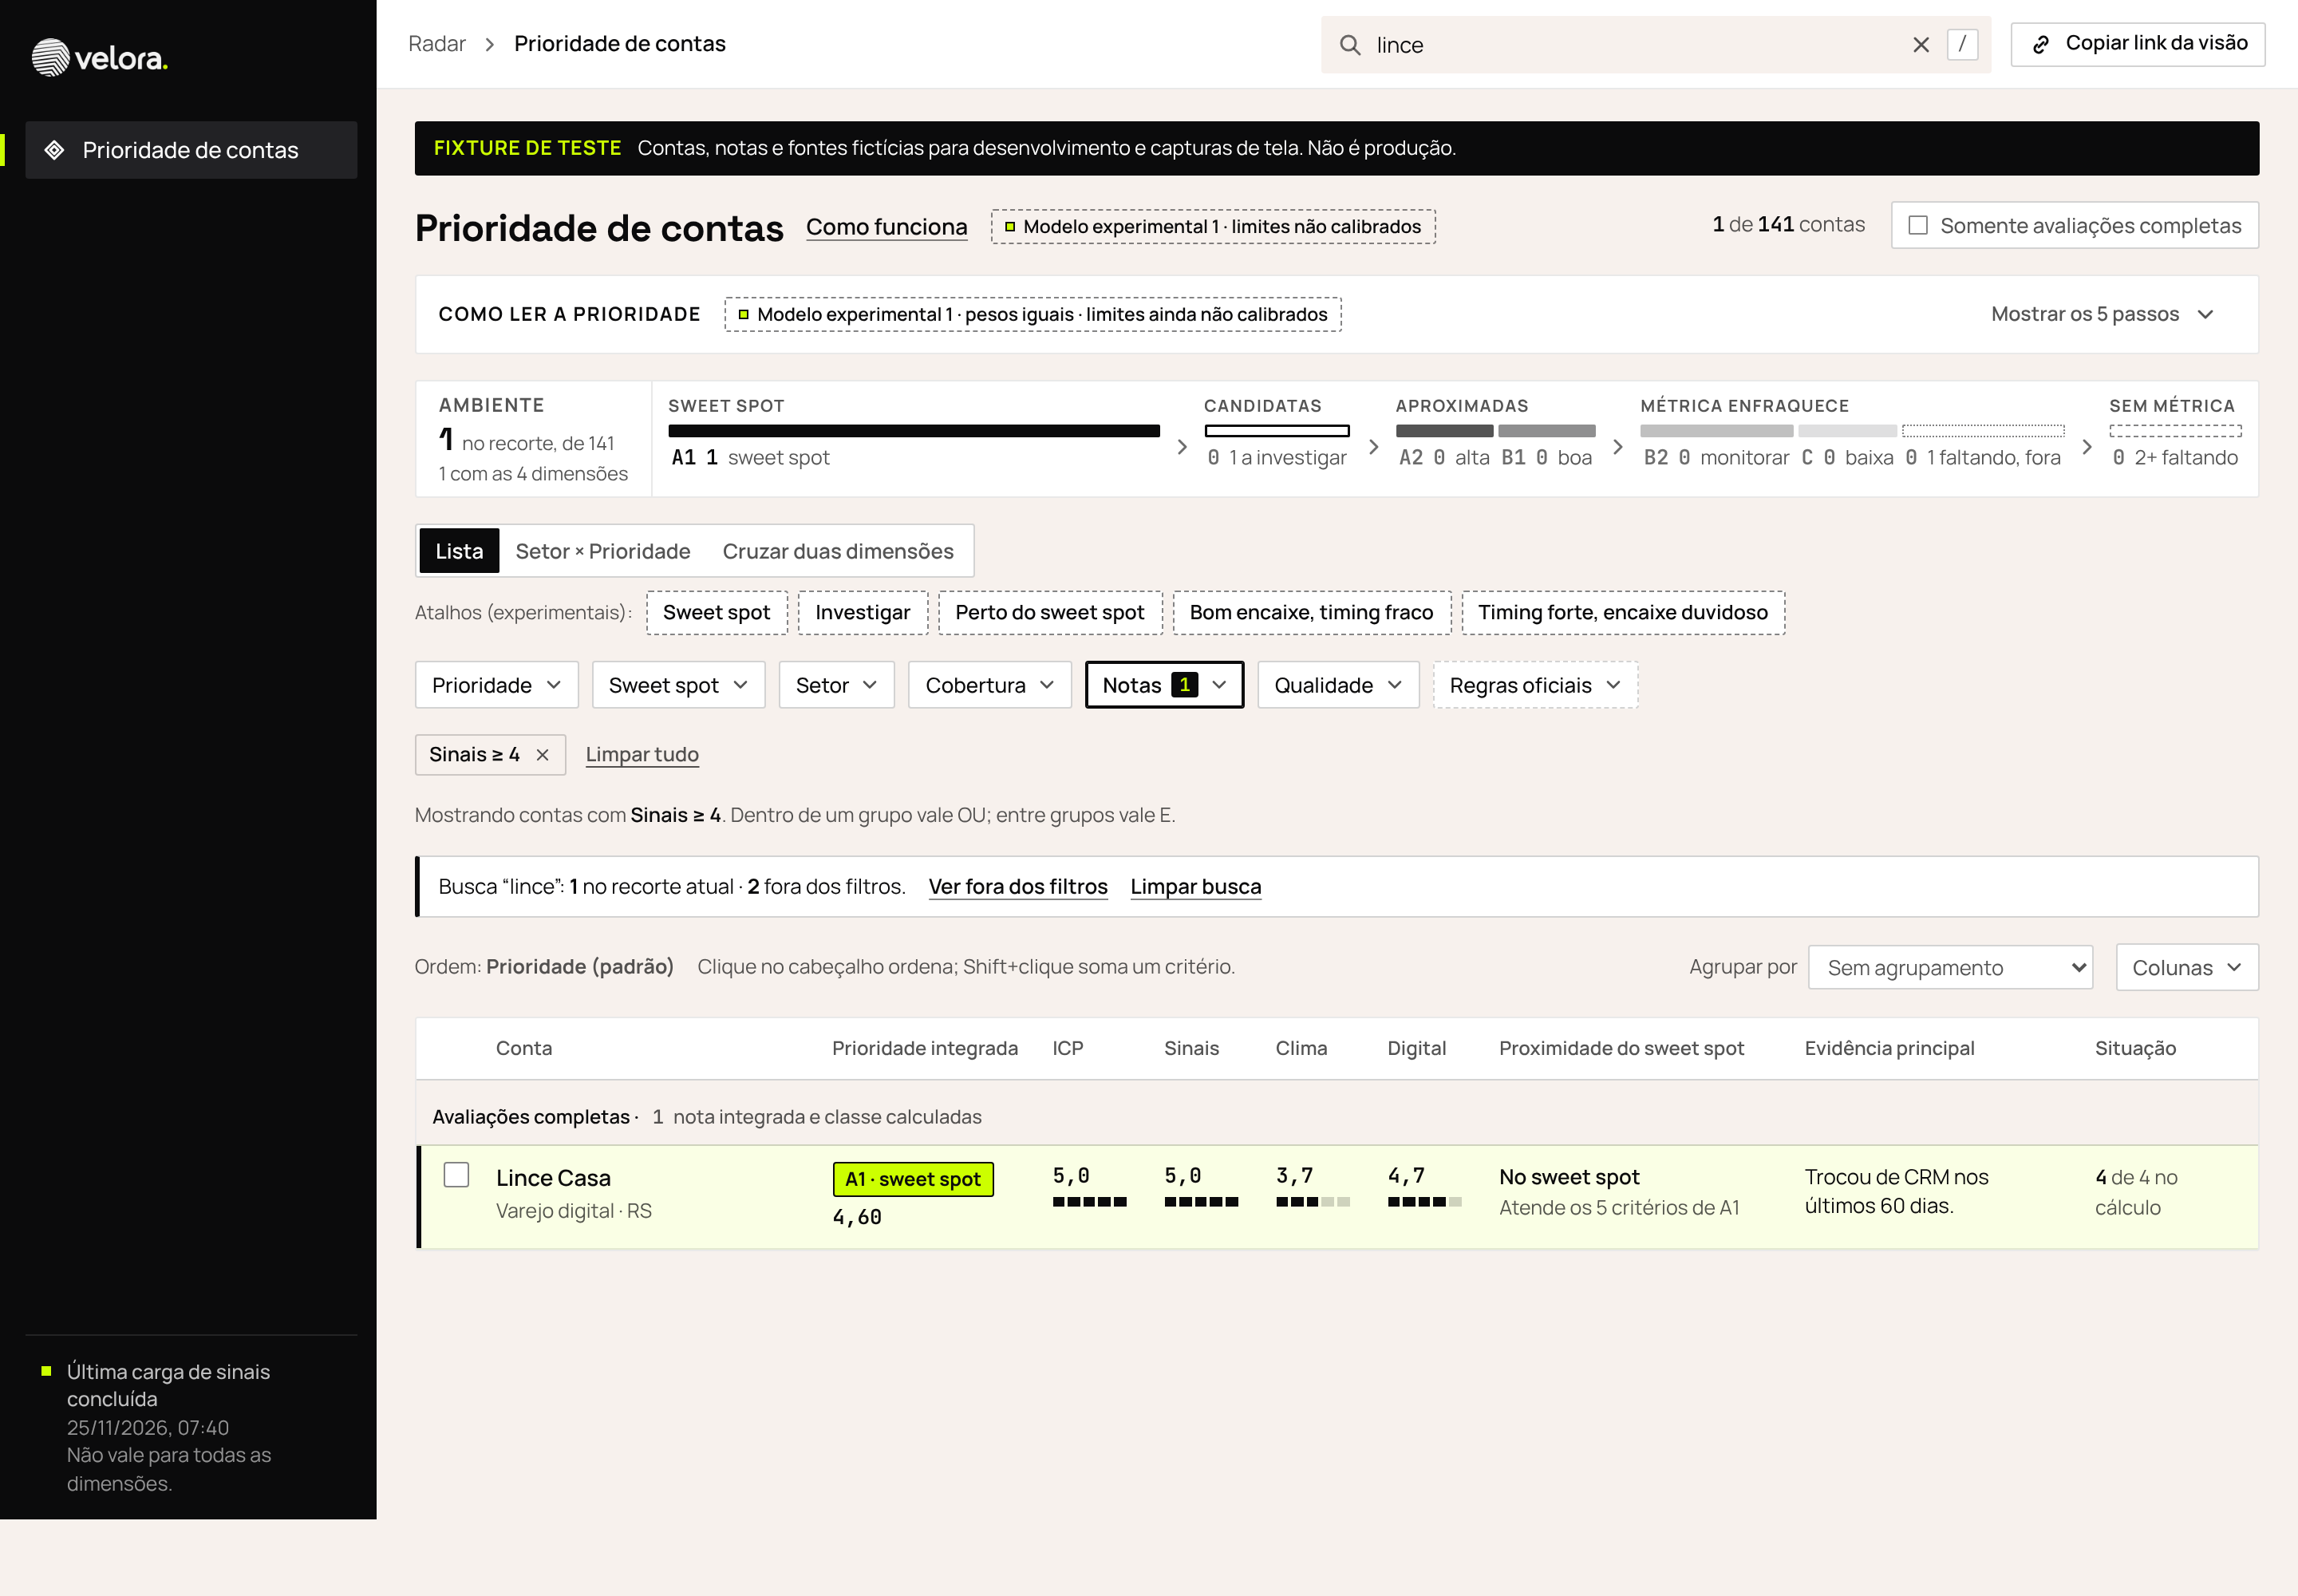 velora.
Prioridade de contas
Radar > Prioridade de contas
lince
/
Copiar link da visão
FIXTURE DE TESTE Contas, notas e fontes fictícias para desenvolvimento e capturas de tela. Não é produção.
Prioridade de contas Como funciona Modelo experimental 1 · limites não calibrados
1 de 141 contas
Somente avaliações completas
COMO LER A PRIORIDADE Modelo experimental 1 · pesos iguais · limites ainda não calibrados
Mostrar os 5 passos
AMBIENTE
1 no recorte, de 141
1 com as 4 dimensões
SWEET SPOT
A1 1 sweet spot
CANDIDATAS
0 1 a investigar
APROXIMADAS
A2 0 alta B1 0 boa
MÉTRICA ENFRAQUECE
B2 0 monitorar C 0 baixa 0 1 faltando, fora
SEM MÉTRICA
0 2+ faltando
Lista Setor × Prioridade Cruzar duas dimensões
Atalhos (experimentais): Sweet spot Investigar Perto do sweet spot Bom encaixe, timing fraco Timing forte, encaixe duvidoso
Prioridade Sweet spot Setor Cobertura Notas 1 Qualidade Regras oficiais
Sinais ≥ 4 × Limpar tudo
Mostrando contas com Sinais ≥ 4. Dentro de um grupo vale OU; entre grupos vale E.
Busca “lince”: 1 no recorte atual · 2 fora dos filtros. Ver fora dos filtros Limpar busca
Ordem: Prioridade (padrão) Clique no cabeçalho ordena; Shift+clique soma um critério.
Agrupar por Sem agrupamento Colunas
Conta Prioridade integrada ICP Sinais Clima Digital Proximidade do sweet spot Evidência principal Situação
Avaliações completas · 1 nota integrada e classe calculadas
Lince Casa
Varejo digital · RS
A1 · sweet spot
4,60
5,0
5,0
3,7
4,7
No sweet spot
Atende os 5 critérios de A1
Trocou de CRM nos
últimos 60 dias.
4 de 4 no
cálculo
Última carga de sinais
concluída
25/11/2026, 07:40
Não vale para todas as
dimensões.